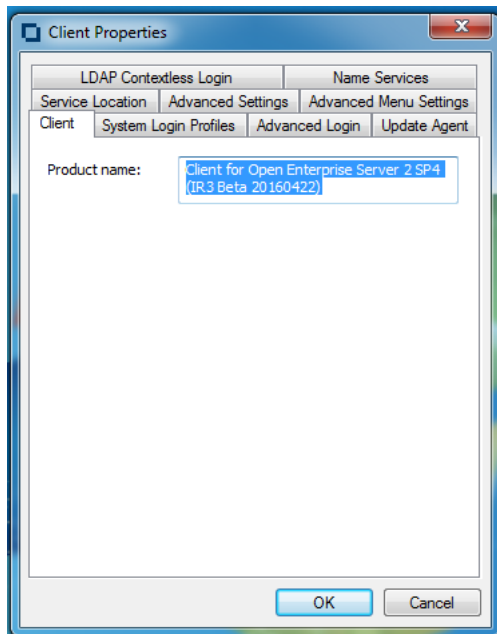 Client Properties
LDAP Contextless Login Name Services
Service Location Advanced Settings Advanced Menu Settings
Client System Login Profiles Advanced Login Update Agent
Product name: Client for Open Enterprise Server 2 SP4
(IR3 Beta 20160422)
OK Cancel